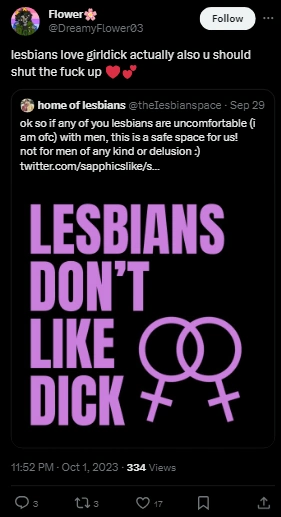 Flower🌸
@DreamyFlower03
Follow
...
lesbians love girldick actually also u should
shut the fuck up ❤️💕
home of lesbians @theIesbianspace · Sep 29
ok so if any of you lesbians are uncomfortable (i
am ofc) with men, this is a safe space for us!
not for men of any kind or delusion :)
twitter.com/sapphicslike/s...
LESBIANS
DON'T
LIKE
DICK
11:52 PM · Oct 1, 2023 · 334 Views
3
3
17